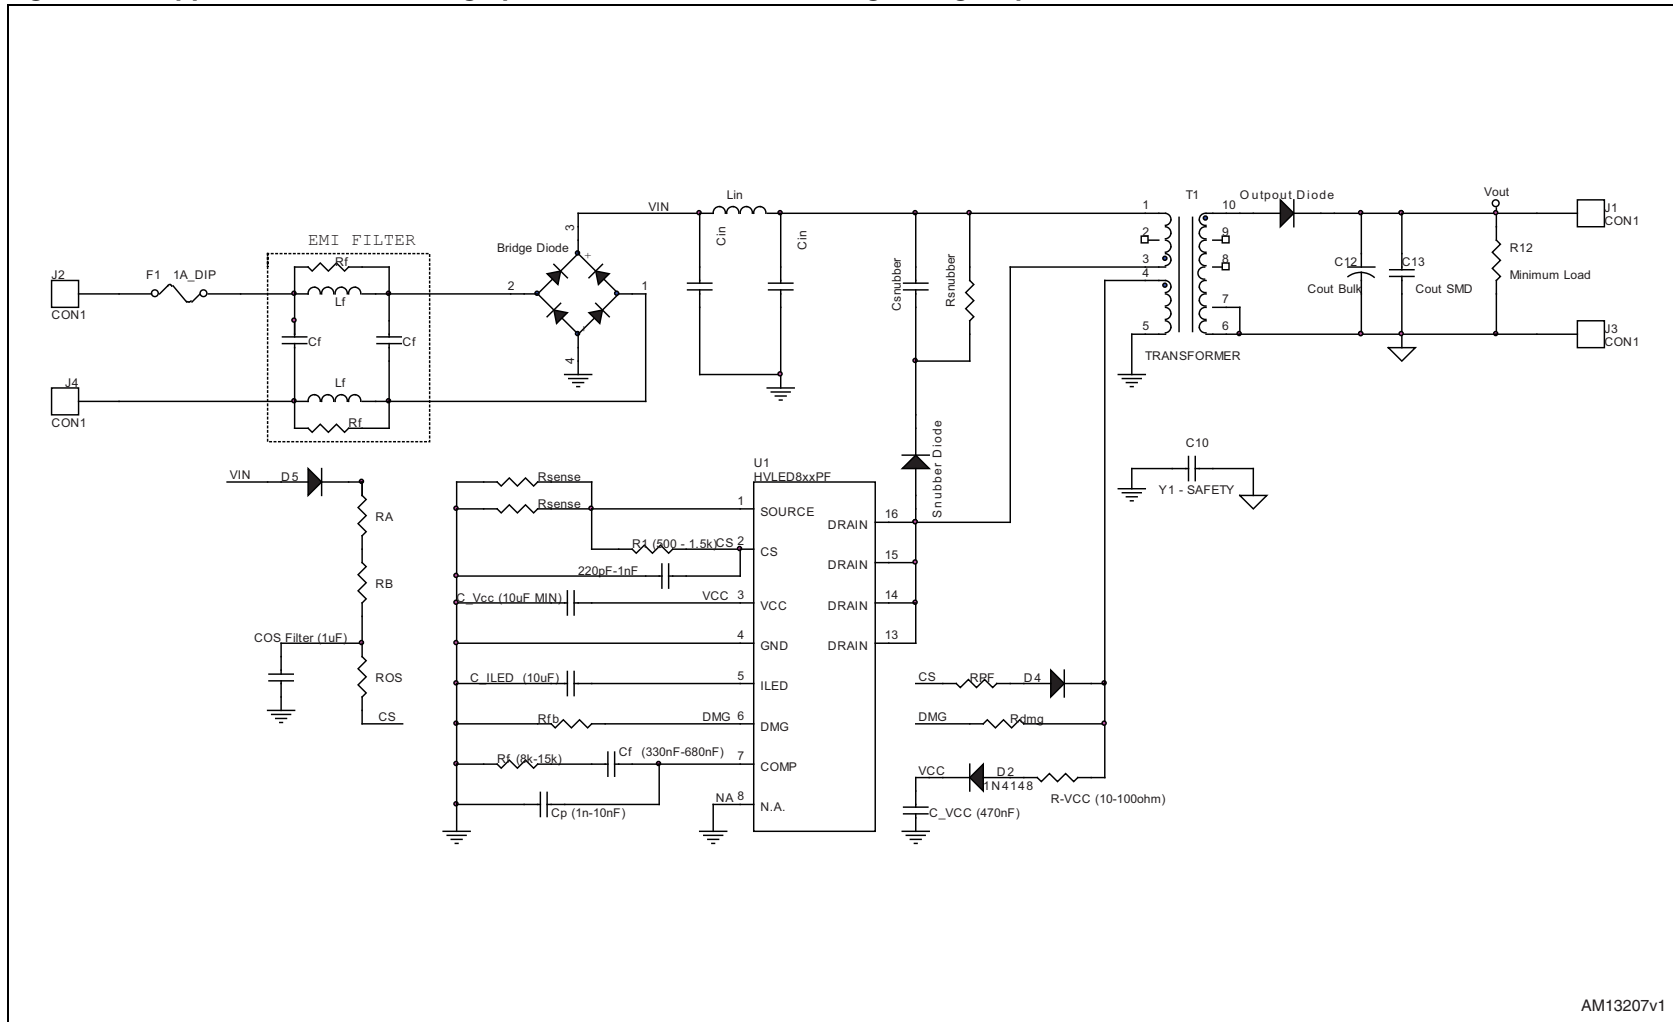 EMI FILTER
J2
CON1
F1 1A_DIP
Rf
Lf
Cf
Cf
Lf
Rf
J4
CON1
Bridge Diode
+
3
2
1
4
VIN
Lin
Cin
Cin
Csnubber
Rsnubber
Snubber Diode
T1
1
2
3
4
5
10
9
8
7
6
TRANSFORMER
Outpout Diode
C12
Cout Bulk
C13
Cout SMD
Vout
R12
Minimum Load
J1
CON1
J3
CON1
C10
Y1 - SAFETY
VIN
D5
RA
RB
COS Filter (1uF)
ROS
CS
Rsense
Rsense
R1 (500 - 1.5k)
CS
220pF-1nF
C_Vcc (10uF MIN)
VCC
C_ILED (10uF)
Rfb
DMG
Rf (8k-15k)
Cf (330nF-680nF)
Cp (1n-10nF)
NA
U1
HVLED8xxPF
1 SOURCE
2 CS
3 VCC
4 GND
5 ILED
6 DMG
7 COMP
8 N.A.
DRAIN 16
DRAIN 15
DRAIN 14
DRAIN 13
CS
RPF
D4
DMG
Rdmg
VCC
D2
1N4148
R-VCC (10-100ohm)
C_VCC (470nF)
AM13207v1